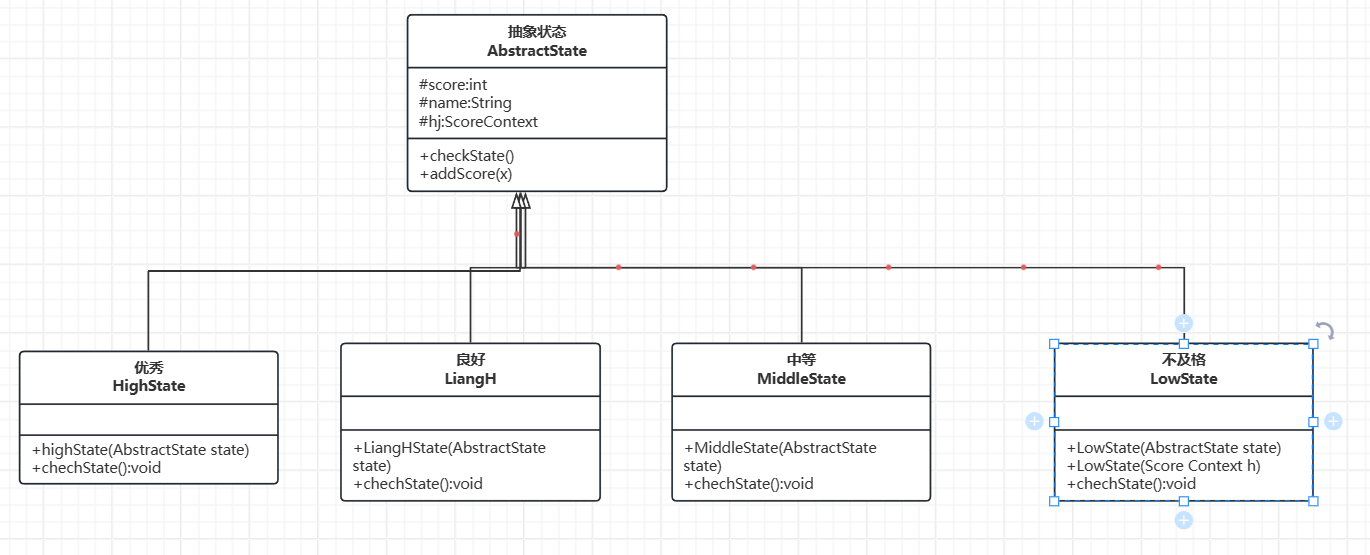 抽象状态
AbstractState
#score:int
#name:String
#hj:ScoreContext
+checkState()
+addScore(x)
优秀
HighState
+highState(AbstractState state)
+chechState():void
良好
LiangH
+LiangHState(AbstractState
state)
+chechState():void
中等
MiddleState
+MiddleState(AbstractState
state)
+chechState():void
不及格
LowState
+LowState(AbstractState state)
+LowState(Score Context h)
+chechState():void